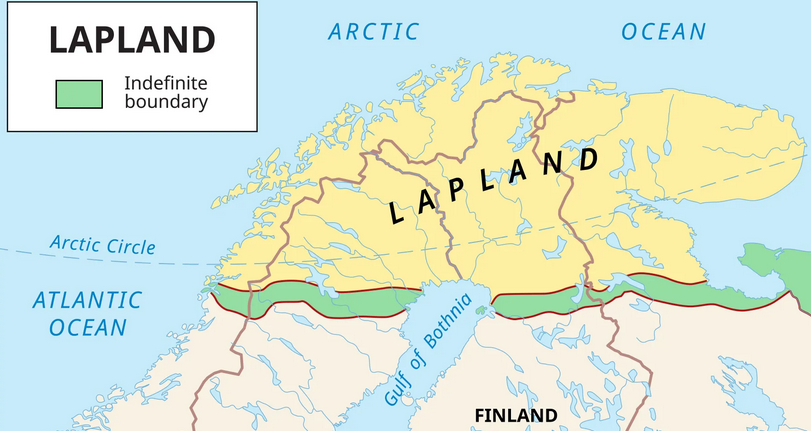 LAPLAND
Indefinite
boundary
ARCTIC
OCEAN
LAPLAND
Arctic Circle
ATLANTIC
OCEAN
Gulf of Bothnia
FINLAND